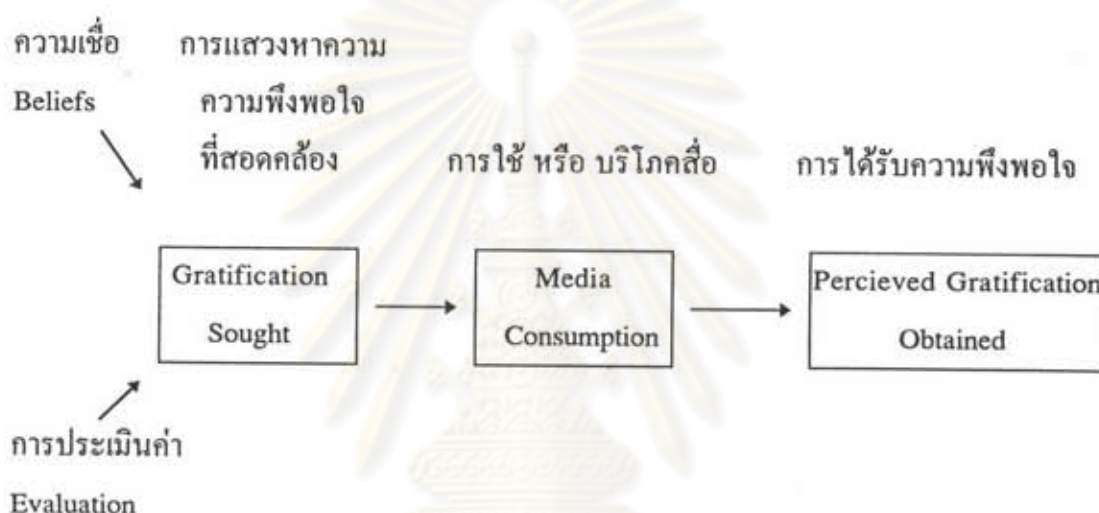 ความเชื่อ
Beliefs
การแสวงหาความ
ความพึงพอใจ
ที่สอดคล้อง
การใช้ หรือ บริโภคสื่อ
การได้รับความพึงพอใจ
Gratification
Sought
Media
Consumption
Percieved Gratification
Obtained
การประเมินค่า
Evaluation